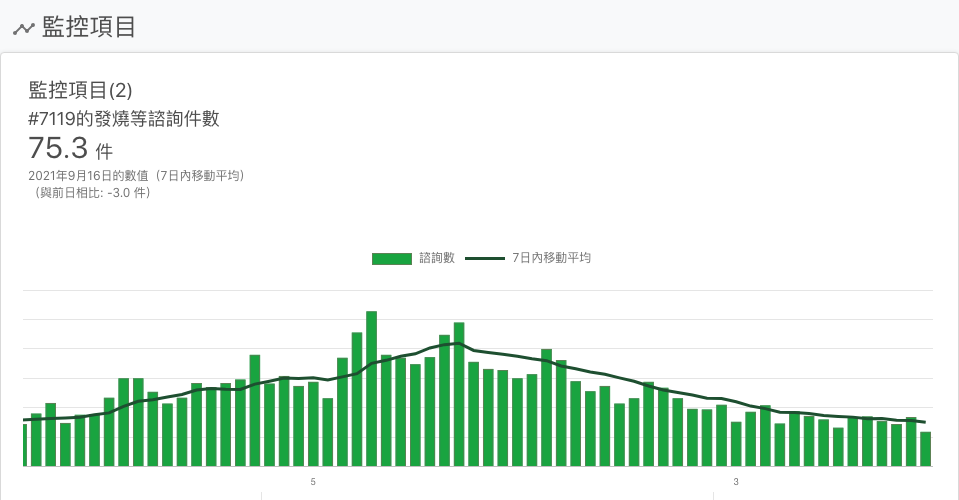 監控項目
監控項目(2)
#7119的發燒等諮詢件數
75.3 件
2021年9月16日的數值（7日內移動平均）
（與前日相比: -3.0 件）
諮詢數 7日內移動平均
5 3